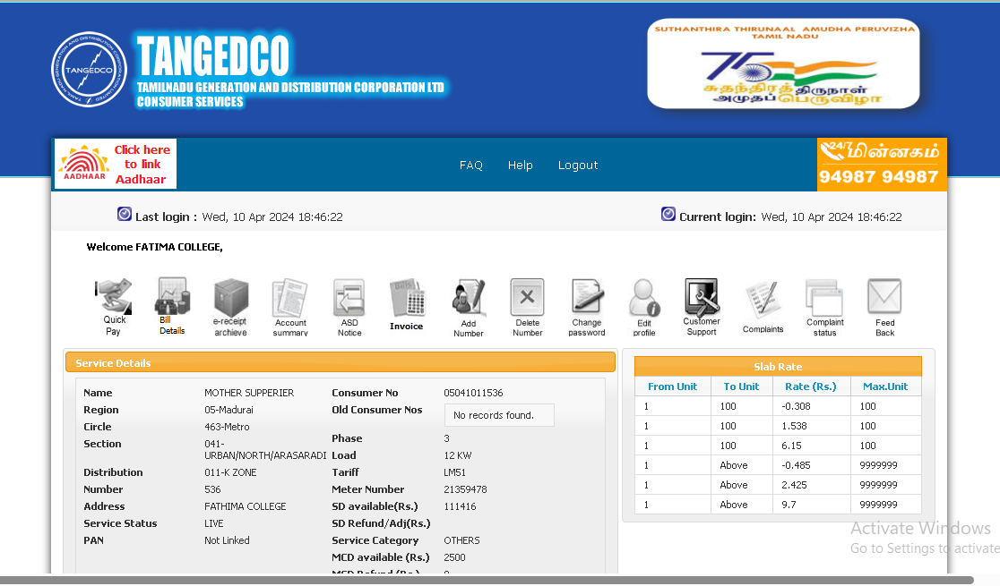 SUTHANTHIRA THIRUNAAL AMUDHA PERUVIZHA
TAMIL NADU
75
சுதந்திரத் திருநாள்
அமுதப் பெருவிழா
TANGEDCO
TANGEDCO
TAMILNADU GENERATION AND DISTRIBUTION CORPORATION LTD
CONSUMER SERVICES
AADHAAR
Click here
to link
Aadhaar
FAQ Help Logout
24/7 மின்னகம்
94987 94987
Last login : Wed, 10 Apr 2024 18:46:22
Current login: Wed, 10 Apr 2024 18:46:22
Welcome FATIMA COLLEGE,
Quick Pay
Bill Details
e-receipt archieve
Account summary
ASD Notice
Invoice
Add Number
Delete Number
Change password
Edit profile
Customer Support
Complaints
Complaint status
Feed Back
Service Details
Name MOTHER SUPPERIER
Region 05-Madurai
Circle 463-Metro
Section 041-
URBAN/NORTH/ARASARADI
Distribution 011-K ZONE
Number 536
Address FATHIMA COLLEGE
Service Status LIVE
PAN Not Linked
Consumer No 05041011536
Old Consumer Nos No records found.
Phase 3
Load 12 KW
Tariff LM51
Meter Number 21359478
SD available(Rs.) 111416
SD Refund/Adj(Rs.)
Service Category OTHERS
MCD available (Rs.) 2500
MCD Refund (Rs.) 0
Slab Rate
From Unit To Unit Rate (Rs.) Max.Unit
1 100 -0.308 100
1 100 1.538 100
1 100 6.15 100
1 Above -0.485 9999999
1 Above 2.425 9999999
1 Above 9.7 9999999
Activate Windows
Go to Settings to activate